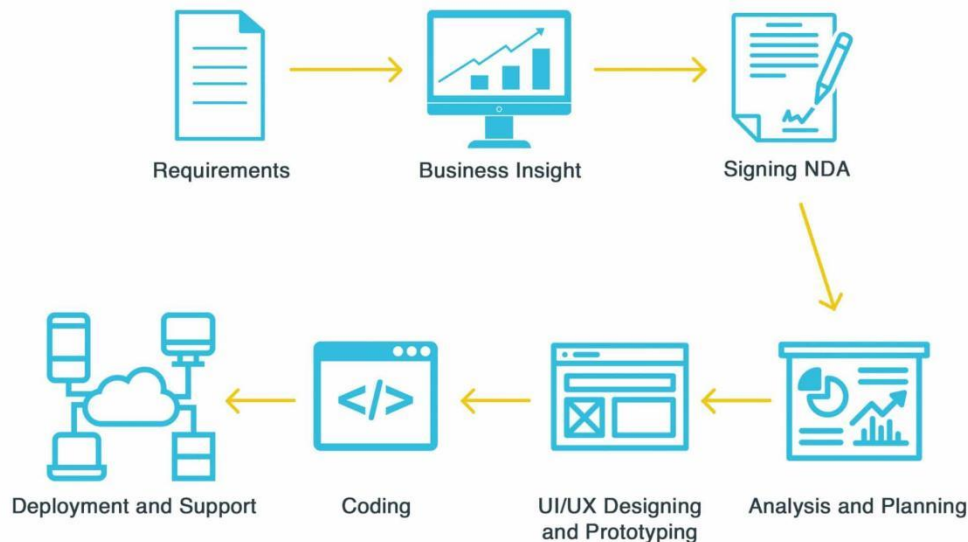 Requirements
Business Insight
Signing NDA
</>
Deployment and Support
Coding
UI/UX Designing
and Prototyping
Analysis and Planning